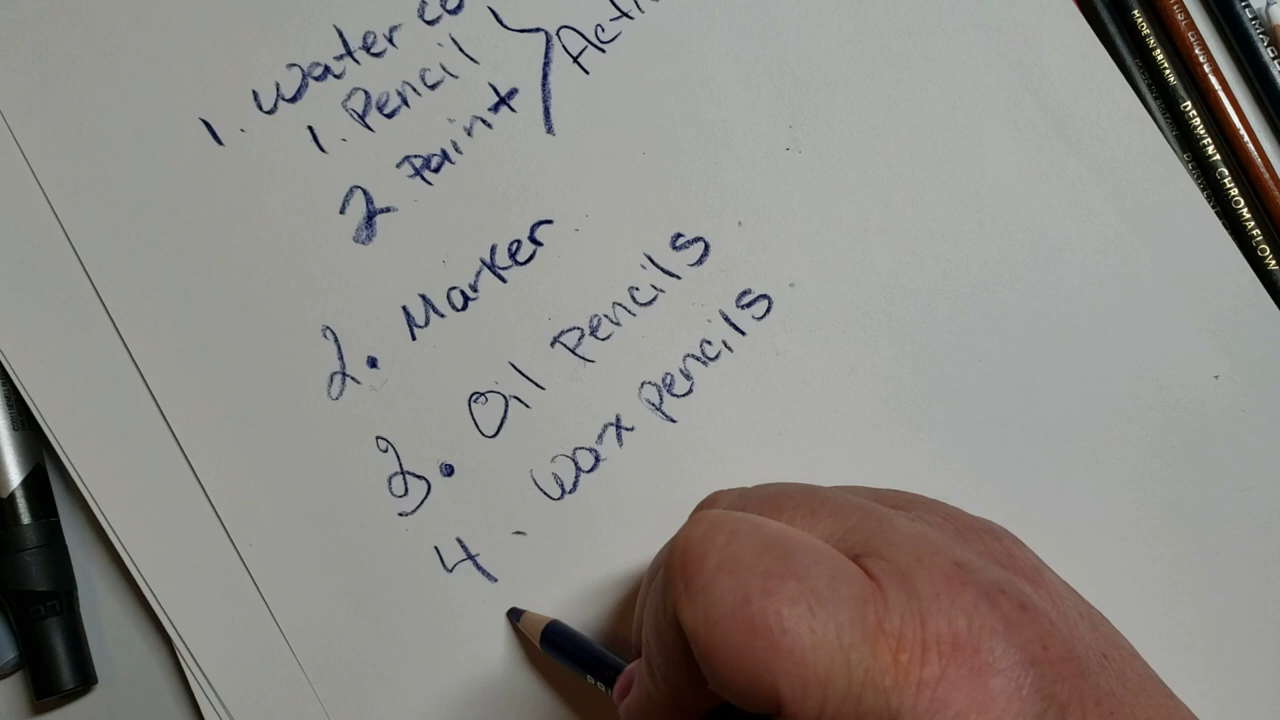 1. Water co
1. Pencil
2 Paint
Acti
2. Marker
3. Oil Pencils
4. Wax pencils
MADE IN BRITAIN DERWENT CHROMAFLOW